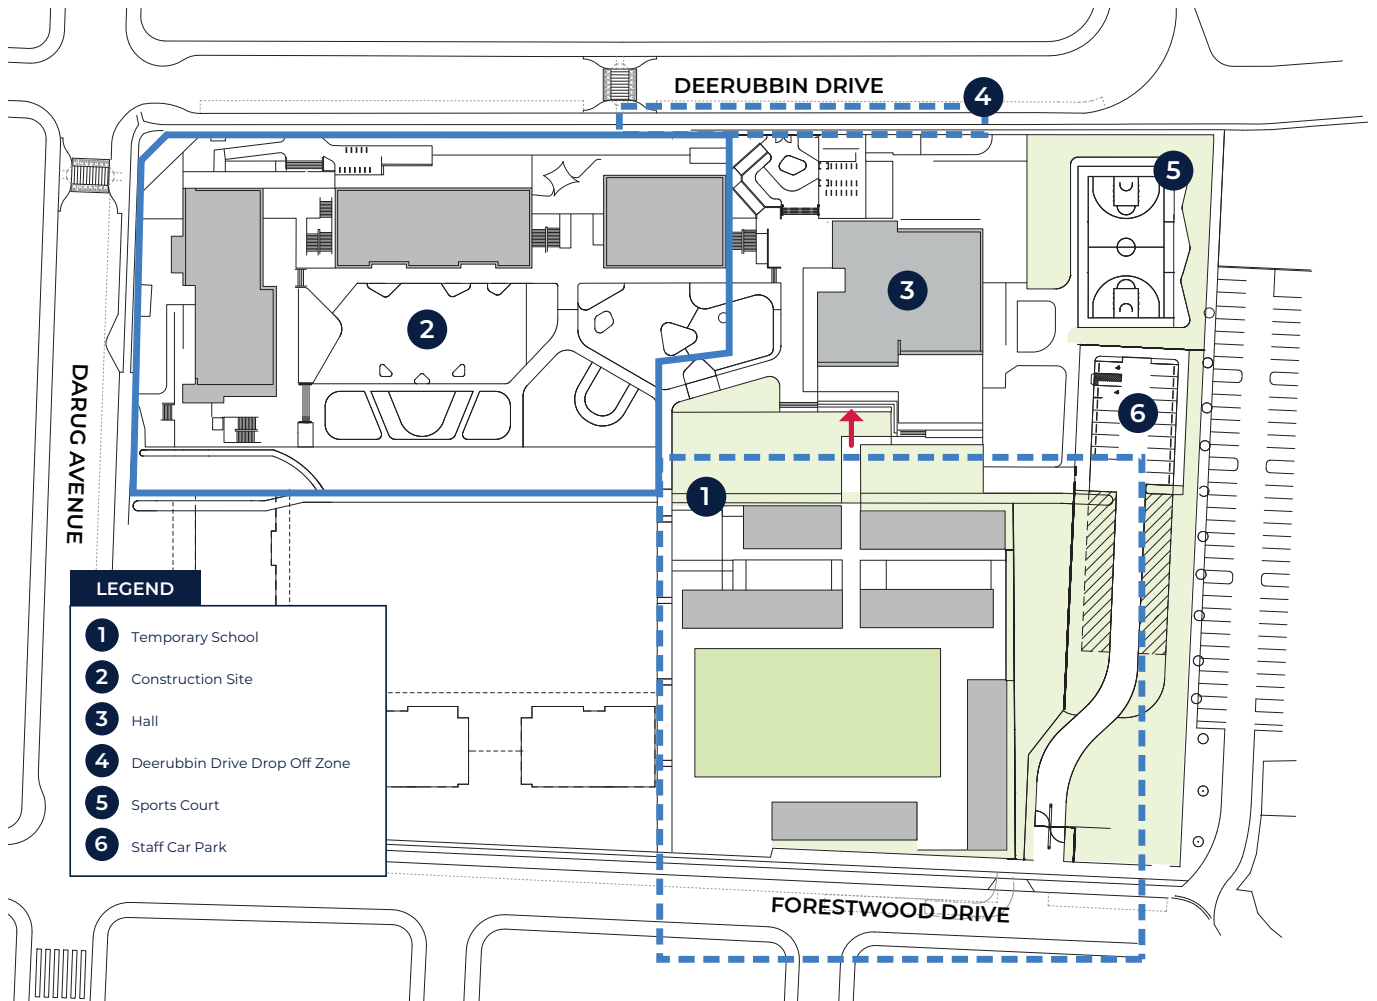 DEERUBBIN DRIVE
4
5
3
2
6
DARUG AVENUE
1
LEGEND
1 Temporary School
2 Construction Site
3 Hall
4 Deerubbin Drive Drop Off Zone
5 Sports Court
6 Staff Car Park
FORESTWOOD DRIVE